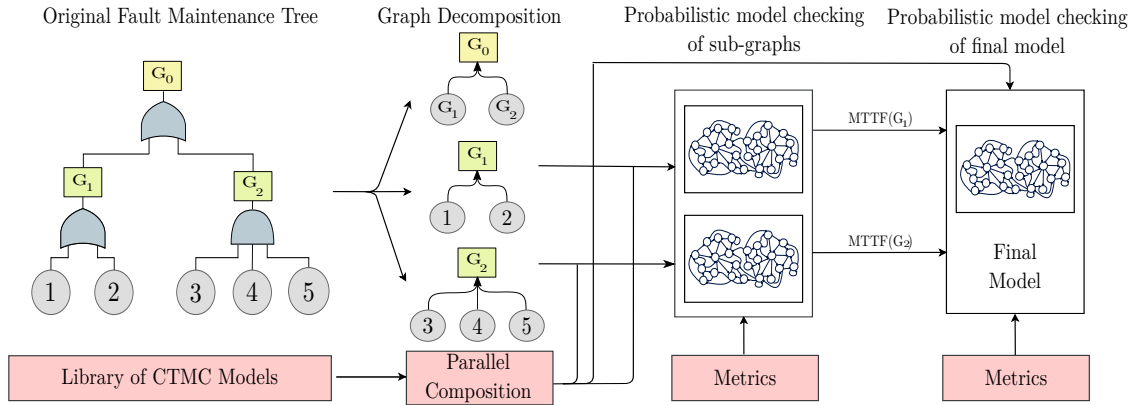 Original Fault Maintenance Tree
Graph Decomposition
Probabilistic model checking
of sub-graphs
Probabilistic model checking
of final model
G₀
G₁
G₂
1
2
3
4
5
G₀
G₁
G₂
G₁
1
2
G₂
3
4
5
MTTF(G₁)
MTTF(G₂)
Final
Model
Library of CTMC Models
Parallel
Composition
Metrics
Metrics